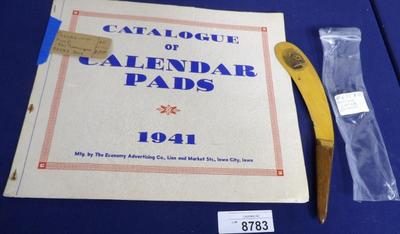 CATALOGUE
OF
CALENDAR
PADS
1941
Mfg. by The Economy Advertising Co., Linn and Market Sts., Iowa City, Iowa
8783